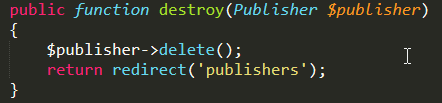 public function destroy(Publisher $publisher)
{
    $publisher->delete();
    return redirect('publishers');
}